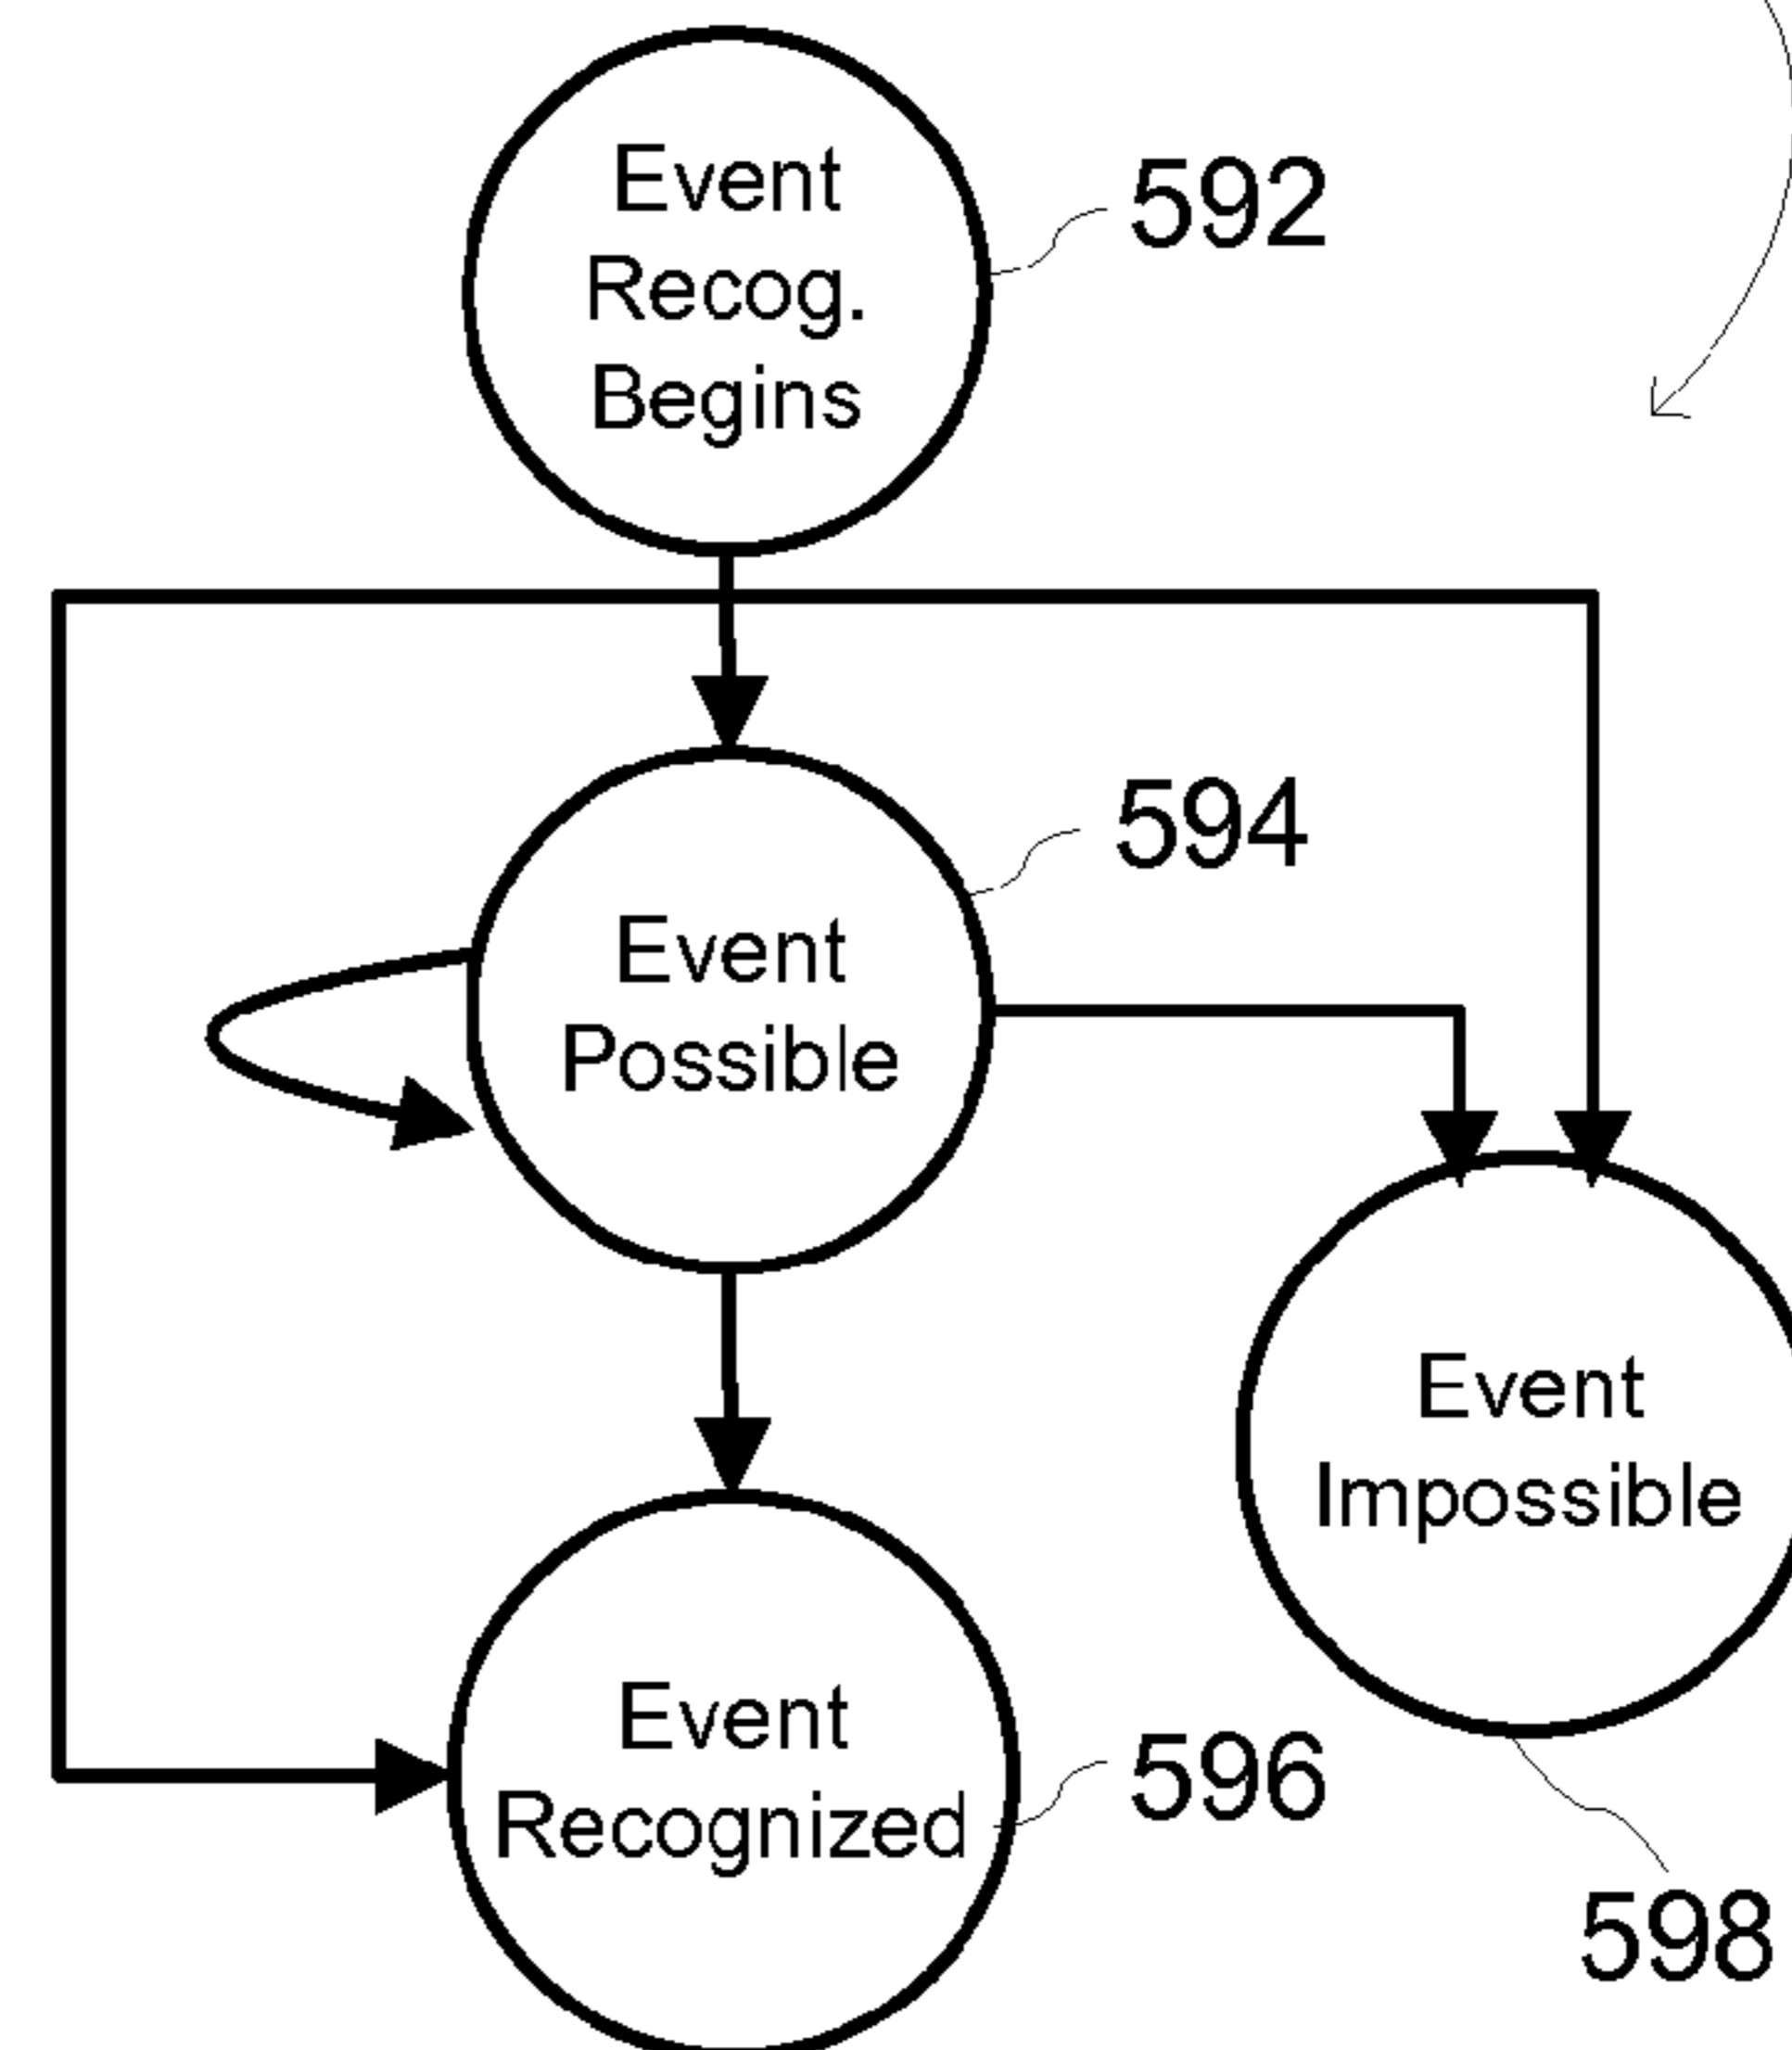 Event
Recog.
Begins
592
594
Event
Possible
Event
Impossible
Event
Recognized
596
598